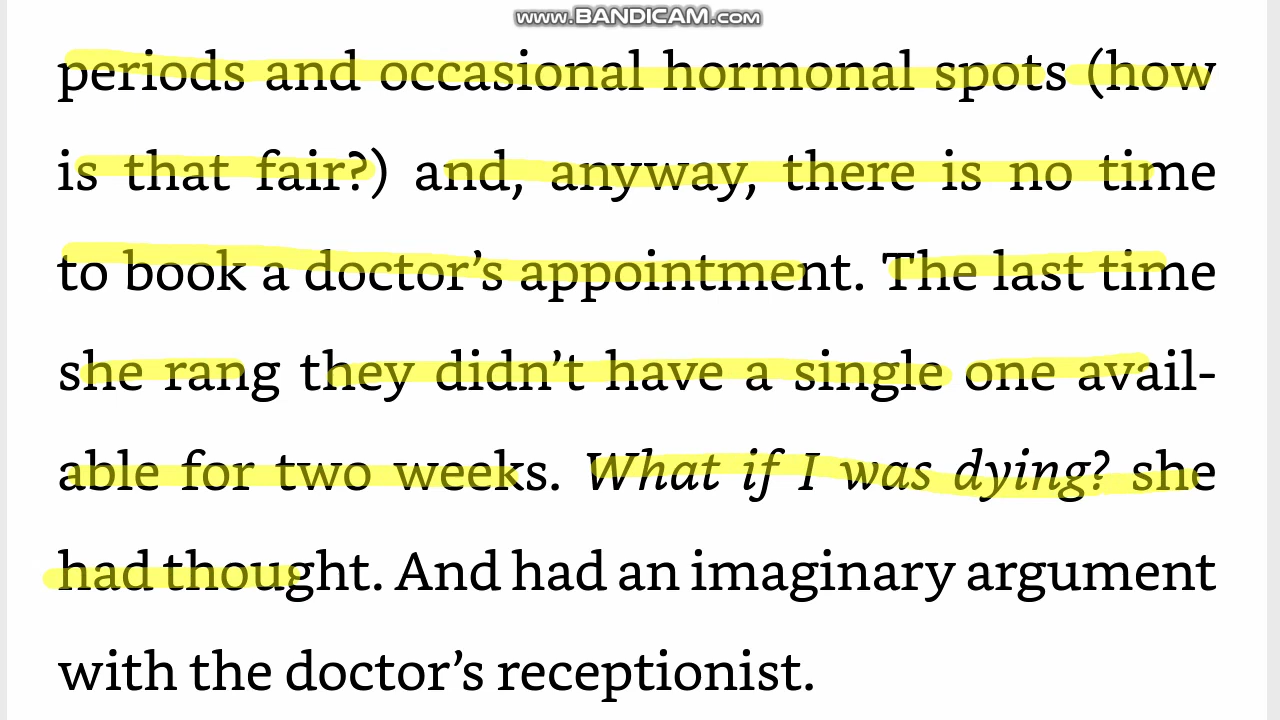 www.BANDICAM.com
periods and occasional hormonal spots (how
is that fair?) and, anyway, there is no time
to book a doctor’s appointment. The last time
she rang they didn’t have a single one avail-
able for two weeks. What if I was dying? she
had thought. And had an imaginary argument
with the doctor’s receptionist.